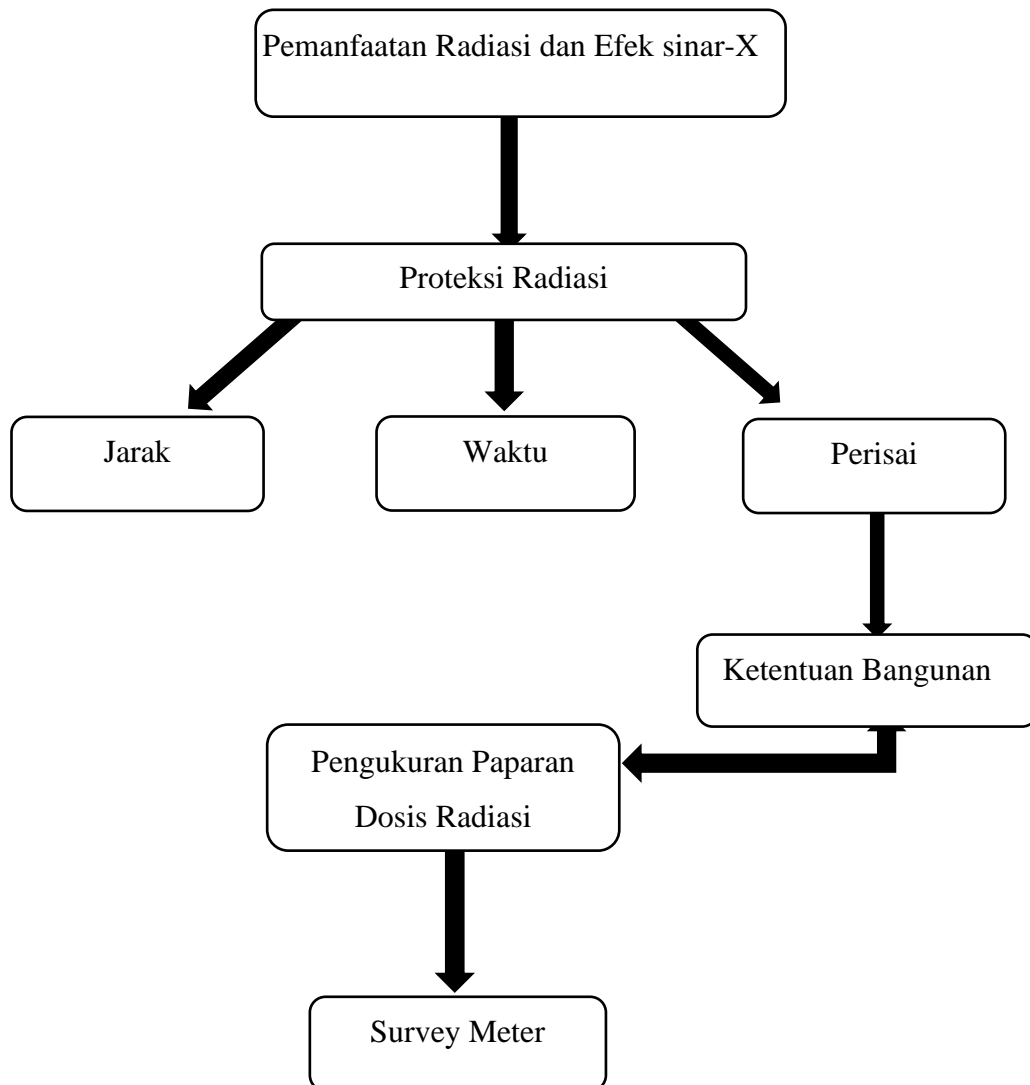 Pemanfaatan Radiasi dan Efek sinar-X
Proteksi Radiasi
Jarak
Waktu
Perisai
Ketentuan Bangunan
Pengukuran Paparan
Dosis Radiasi
Survey Meter